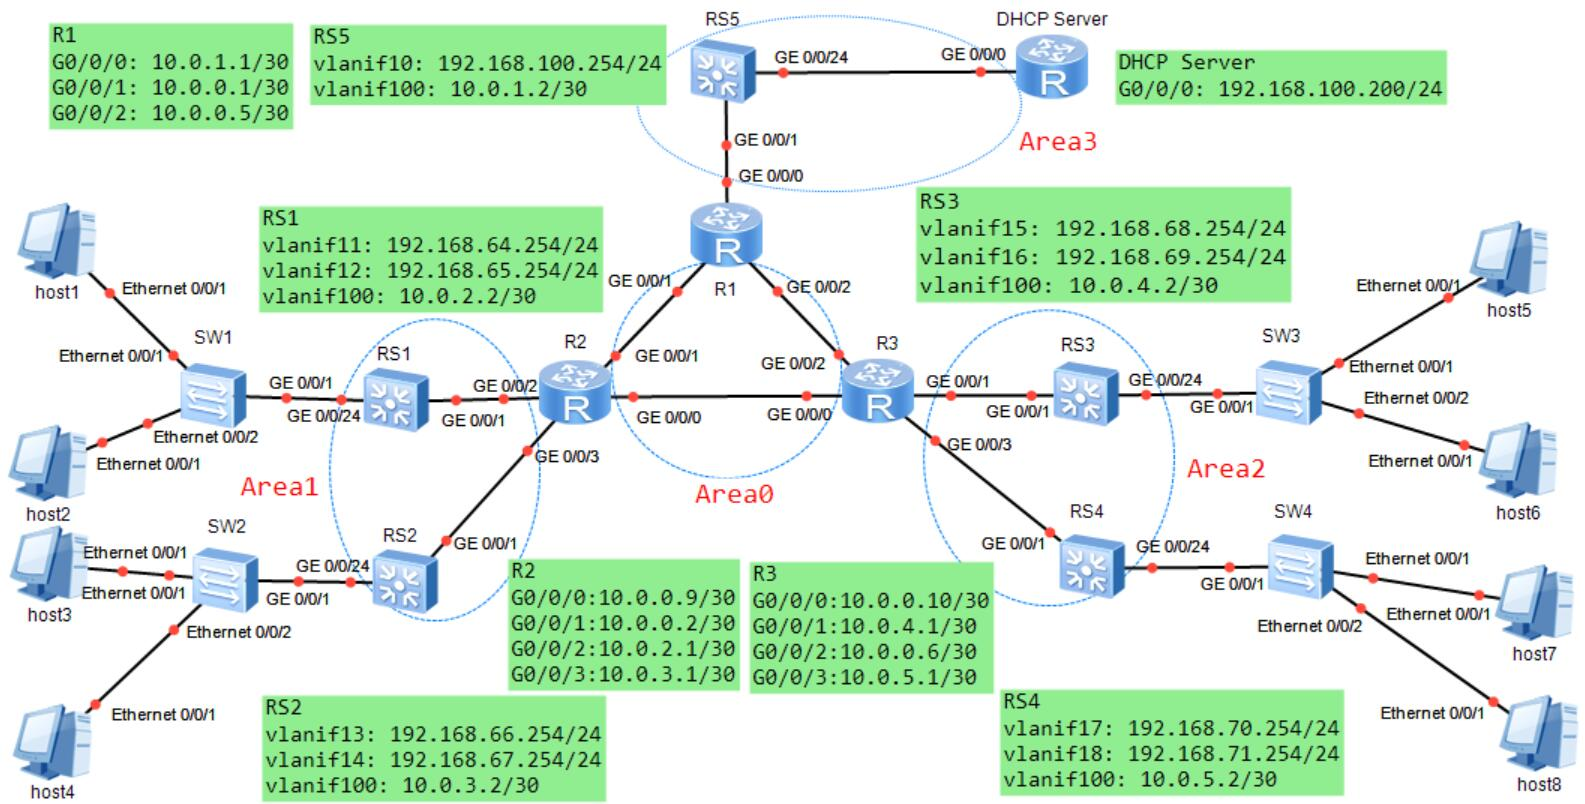 RS5
DHCP Server
R1
G0/0/0: 10.0.1.1/30
G0/0/1: 10.0.0.1/30
G0/0/2: 10.0.0.5/30
RS5
vlanif10: 192.168.100.254/24
vlanif100: 10.0.1.2/30
GE 0/0/24
GE 0/0/0
R
DHCP Server
G0/0/0: 192.168.100.200/24
GE 0/0/1
Area3
GE 0/0/0
RS1
vlanif11: 192.168.64.254/24
vlanif12: 192.168.65.254/24
vlanif100: 10.0.2.2/30
RS3
vlanif15: 192.168.68.254/24
vlanif16: 192.168.69.254/24
vlanif100: 10.0.4.2/30
R
R1
GE 0/0/1
GE 0/0/2
host1
Ethernet 0/0/1
Ethernet 0/0/1
host5
SW1
Ethernet 0/0/1
RS1
R2
GE 0/0/1
GE 0/0/2
R3
RS3
SW3
Ethernet 0/0/1
GE 0/0/1
GE 0/0/24
GE 0/0/1
GE 0/0/2
R
GE 0/0/0
GE 0/0/0
R
GE 0/0/1
GE 0/0/1
GE 0/0/24
GE 0/0/1
Ethernet 0/0/2
Ethernet 0/0/2
Ethernet 0/0/1
host2
GE 0/0/3
GE 0/0/3
Ethernet 0/0/1
host6
Area1
Area0
Area2
SW2
RS2
GE 0/0/1
RS4
SW4
Ethernet 0/0/1
Ethernet 0/0/1
host3
GE 0/0/24
GE 0/0/1
GE 0/0/1
GE 0/0/24
GE 0/0/1
Ethernet 0/0/1
Ethernet 0/0/1
host7
Ethernet 0/0/2
Ethernet 0/0/2
R2
G0/0/0:10.0.0.9/30
G0/0/1:10.0.0.2/30
G0/0/2:10.0.2.1/30
G0/0/3:10.0.3.1/30
R3
G0/0/0:10.0.0.10/30
G0/0/1:10.0.4.1/30
G0/0/2:10.0.0.6/30
G0/0/3:10.0.5.1/30
Ethernet 0/0/1
host4
RS2
vlanif13: 192.168.66.254/24
vlanif14: 192.168.67.254/24
vlanif100: 10.0.3.2/30
RS4
vlanif17: 192.168.70.254/24
vlanif18: 192.168.71.254/24
vlanif100: 10.0.5.2/30
Ethernet 0/0/1
host8